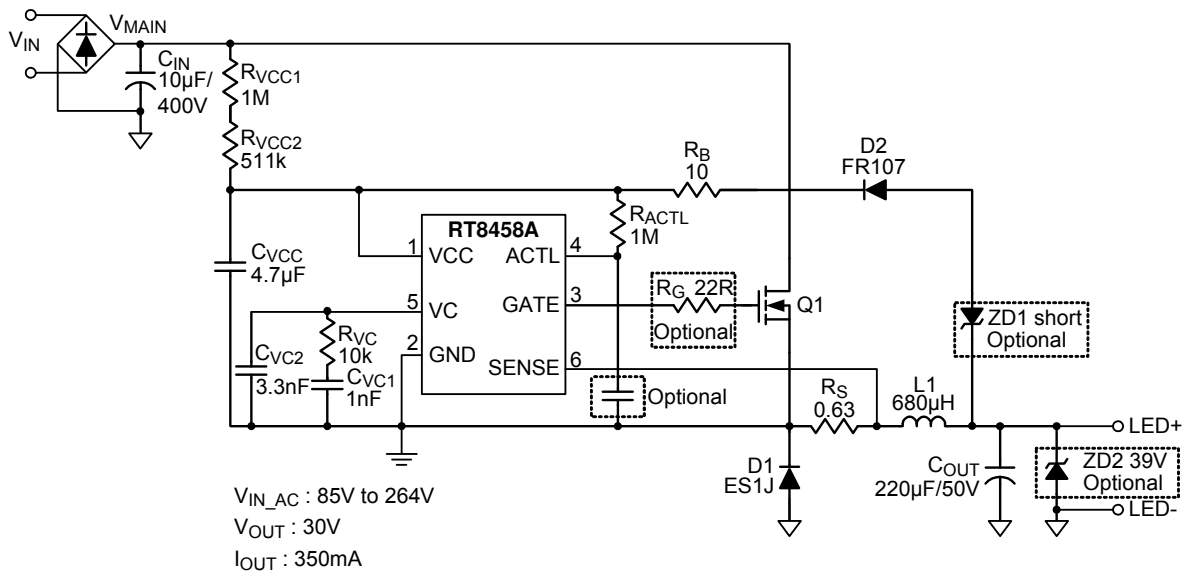 VIN
VMAIN
CIN
10µF/
400V
RVCC1
1M
RVCC2
511k
RB
10
D2
FR107
RT8458A
RACTL
1M
CVCC
4.7µF
1
VCC
ACTL
4
5
VC
GATE
3
RG 22R
Optional
Q1
ZD1 short
Optional
RVC
10k
2
GND
CVC2
3.3nF
CVC1
1nF
SENSE
6
Optional
RS
0.63
L1
680µH
LED+
D1
ES1J
COUT
220µF/50V
ZD2 39V
Optional
LED-
VIN_AC : 85V to 264V
VOUT : 30V
IOUT : 350mA